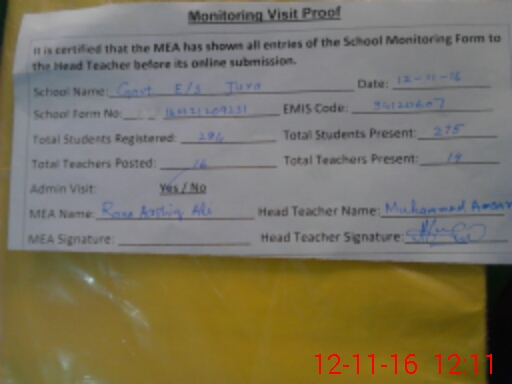 Monitoring Visit Proof
It is certified that the MEA has shown all entries of the School Monitoring Form to
the Head Teacher before its online submission.
School Name: Govt E/S Date: 12-11-16
School Form No: EMIS Code:
Total Students Registered: Total Students Present: 275
Total Teachers Posted: 16 Total Teachers Present: 14
Admin Visit: Yes / No
MEA Name: Ali Head Teacher Name: Muhammad
MEA Signature: Head Teacher Signature:
12-11-16 12:11